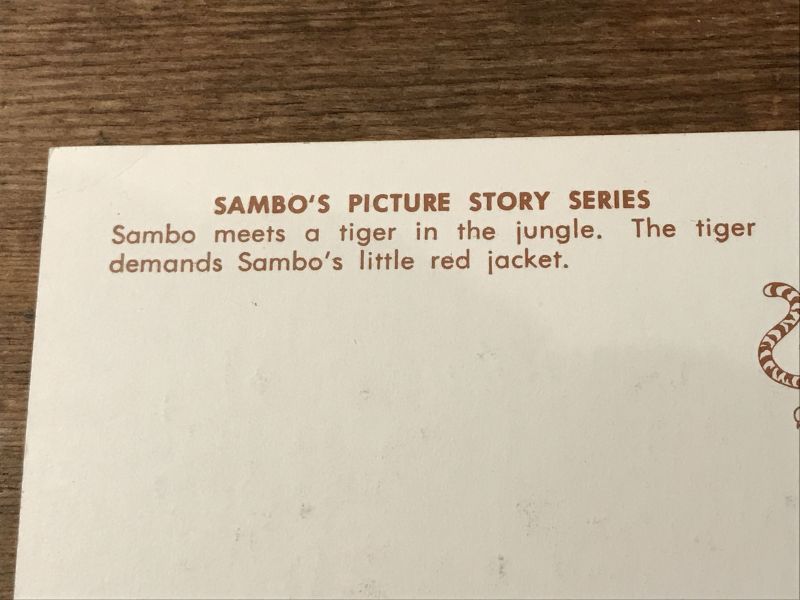 SAMBO'S PICTURE STORY SERIES
Sambo meets a tiger in the jungle. The tiger
demands Sambo's little red jacket.